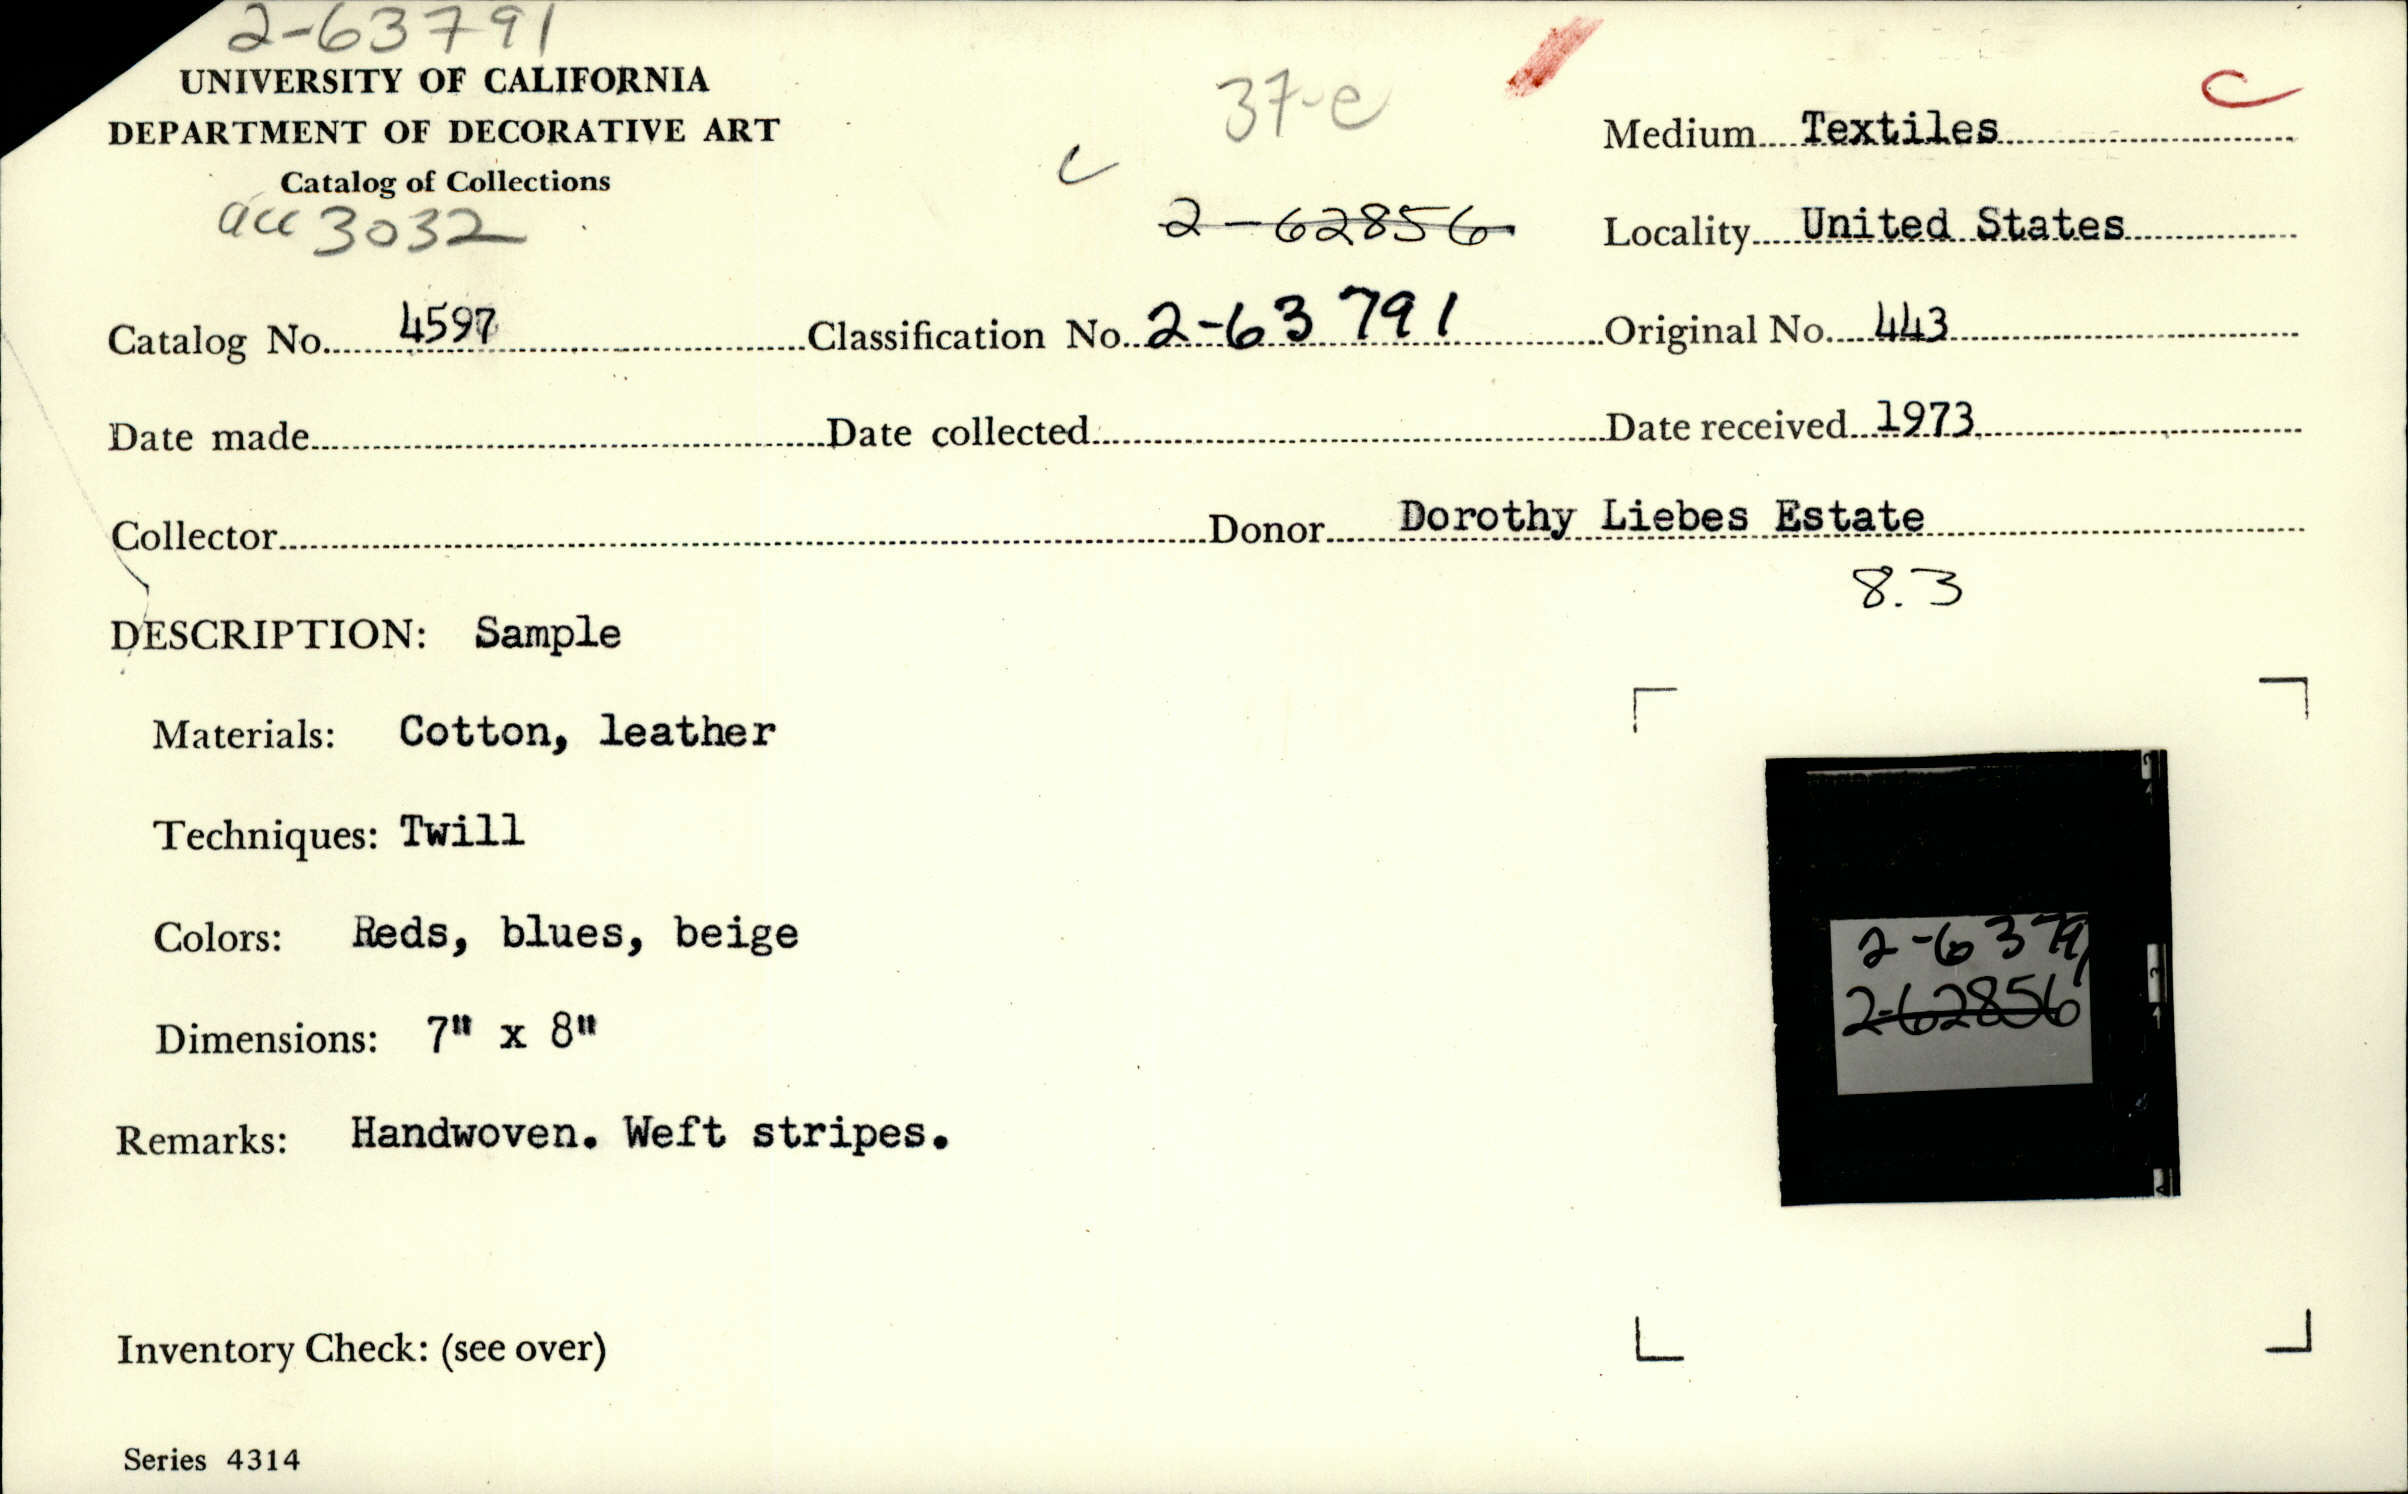 2-63791
UNIVERSITY OF CALIFORNIA
DEPARTMENT OF DECORATIVE ART
Catalog of Collections
acc 3032
37-e
c
c
2-62856
Medium Textiles
Locality United States
Catalog No. 4597 Classification No. 2-63791 Original No. 443
Date made Date collected Date received 1973
Collector Donor Dorothy Liebes Estate
8.3
DESCRIPTION: Sample
Materials: Cotton, leather
Techniques: Twill
Colors: Reds, blues, beige
Dimensions: 7" x 8"
Remarks: Handwoven. Weft stripes.
2-63791
2-62856
Inventory Check: (see over)
Series 4314